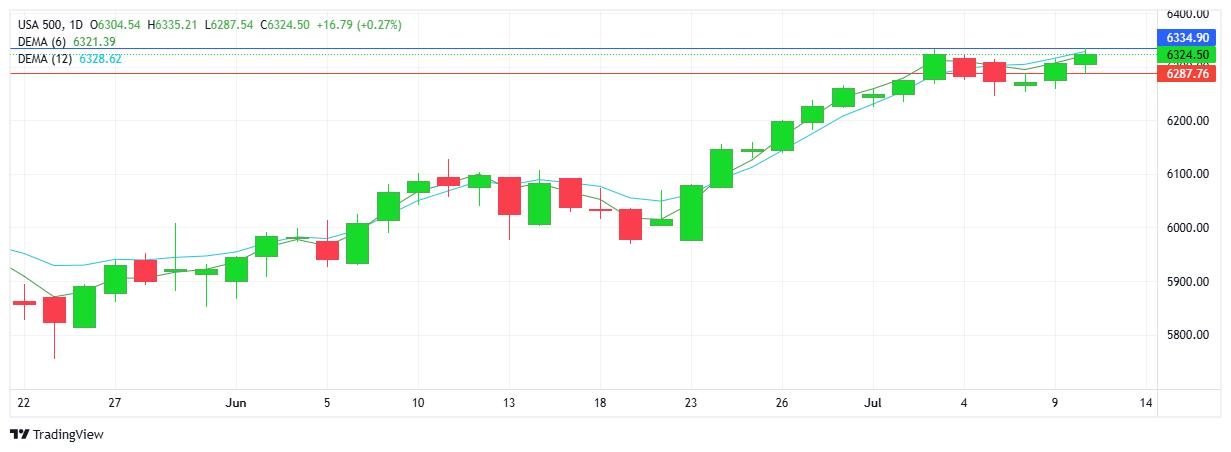 USA 500, 1D O6304.54 H6335.21 L6287.54 C6324.50 +16.79 (+0.27%)
DEMA (6) 6321.39
DEMA (12) 6328.62
6400.00
6334.90
6324.50
6287.76
6200.00
6100.00
6000.00
5900.00
5800.00
22 27 Jun 5 10 13 18 23 26 Jul 4 9 14
TradingView